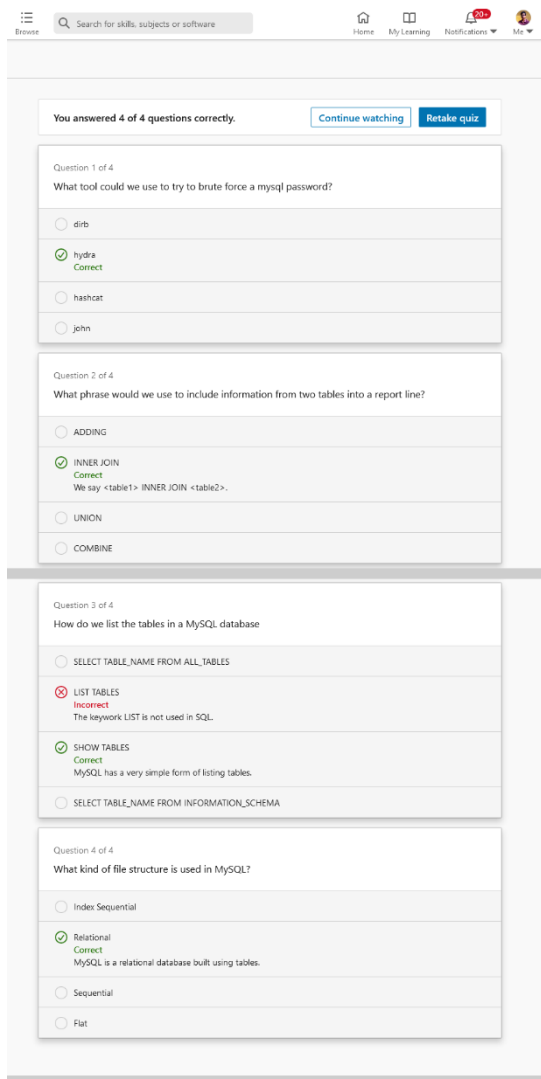 Browse
Search for skills, subjects or software
Home
My Learning
Notifications
20+
Me
You answered 4 of 4 questions correctly.
Continue watching
Retake quiz
Question 1 of 4
What tool could we use to try to brute force a mysql password?
dirb
hydra
Correct
hashcat
john
Question 2 of 4
What phrase would we use to include information from two tables into a report line?
ADDING
INNER JOIN
Correct
We say <table1> INNER JOIN <table2>.
UNION
COMBINE
Question 3 of 4
How do we list the tables in a MySQL database
SELECT TABLE_NAME FROM ALL_TABLES
LIST TABLES
Incorrect
The keywork LIST is not used in SQL.
SHOW TABLES
Correct
MySQL has a very simple form of listing tables.
SELECT TABLE_NAME FROM INFORMATION_SCHEMA
Question 4 of 4
What kind of file structure is used in MySQL?
Index Sequential
Relational
Correct
MySQL is a relational database built using tables.
Sequential
Flat